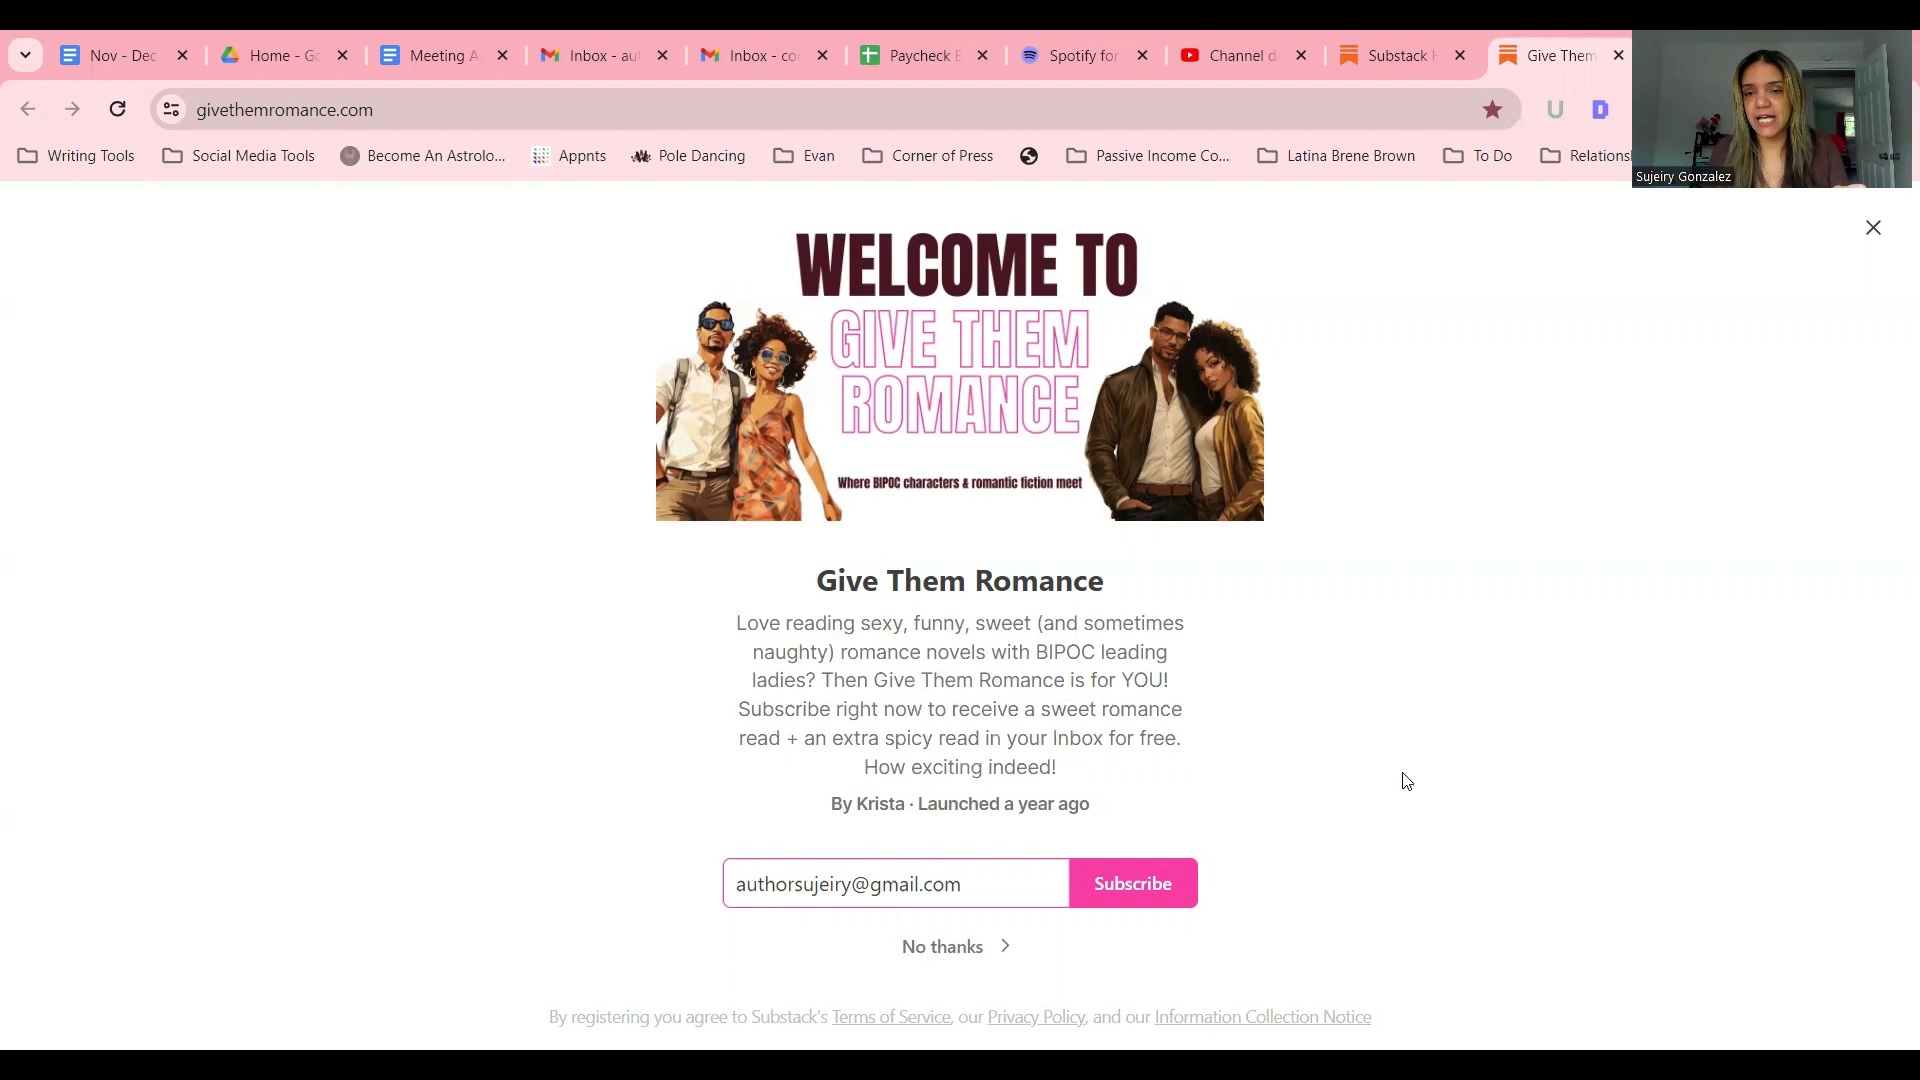 Nov - Dec
Home - Go
Meeting A
Inbox - aut
Inbox - co
Paycheck B
Spotify for
Channel d
Substack H
Give Them
givethemromance.com
U
D
Writing Tools
Social Media Tools
Become An Astrolo...
Appnts
Pole Dancing
Evan
Corner of Press
Passive Income Co...
Latina Brene Brown
To Do
Relations
Sujeiry Gonzalez
WELCOME TO
GIVE THEM
ROMANCE
Where BIPOC characters & romantic fiction meet
Give Them Romance
Love reading sexy, funny, sweet (and sometimes
naughty) romance novels with BIPOC leading
ladies? Then Give Them Romance is for YOU!
Subscribe right now to receive a sweet romance
read + an extra spicy read in your Inbox for free.
How exciting indeed!
By Krista · Launched a year ago
authorsujeiry@gmail.com
Subscribe
No thanks
By registering you agree to Substack's Terms of Service, our Privacy Policy, and our Information Collection Notice